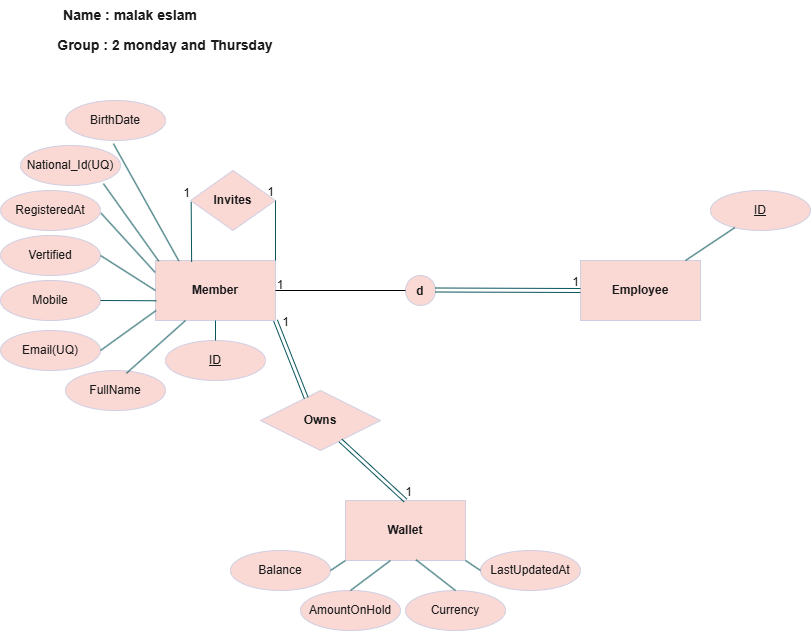 Name : malak eslam
Group : 2 monday and Thursday
BirthDate
National_Id(UQ)
RegisteredAt
Vertified
Mobile
Email(UQ)
FullName
1
Invites
1
Member
ID
1
d
1
Employee
ID
1
Owns
1
Wallet
Balance
AmountOnHold
Currency
LastUpdatedAt